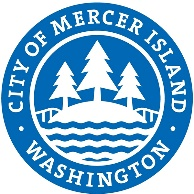 CITY OF MERCER ISLAND
• WASHINGTON •